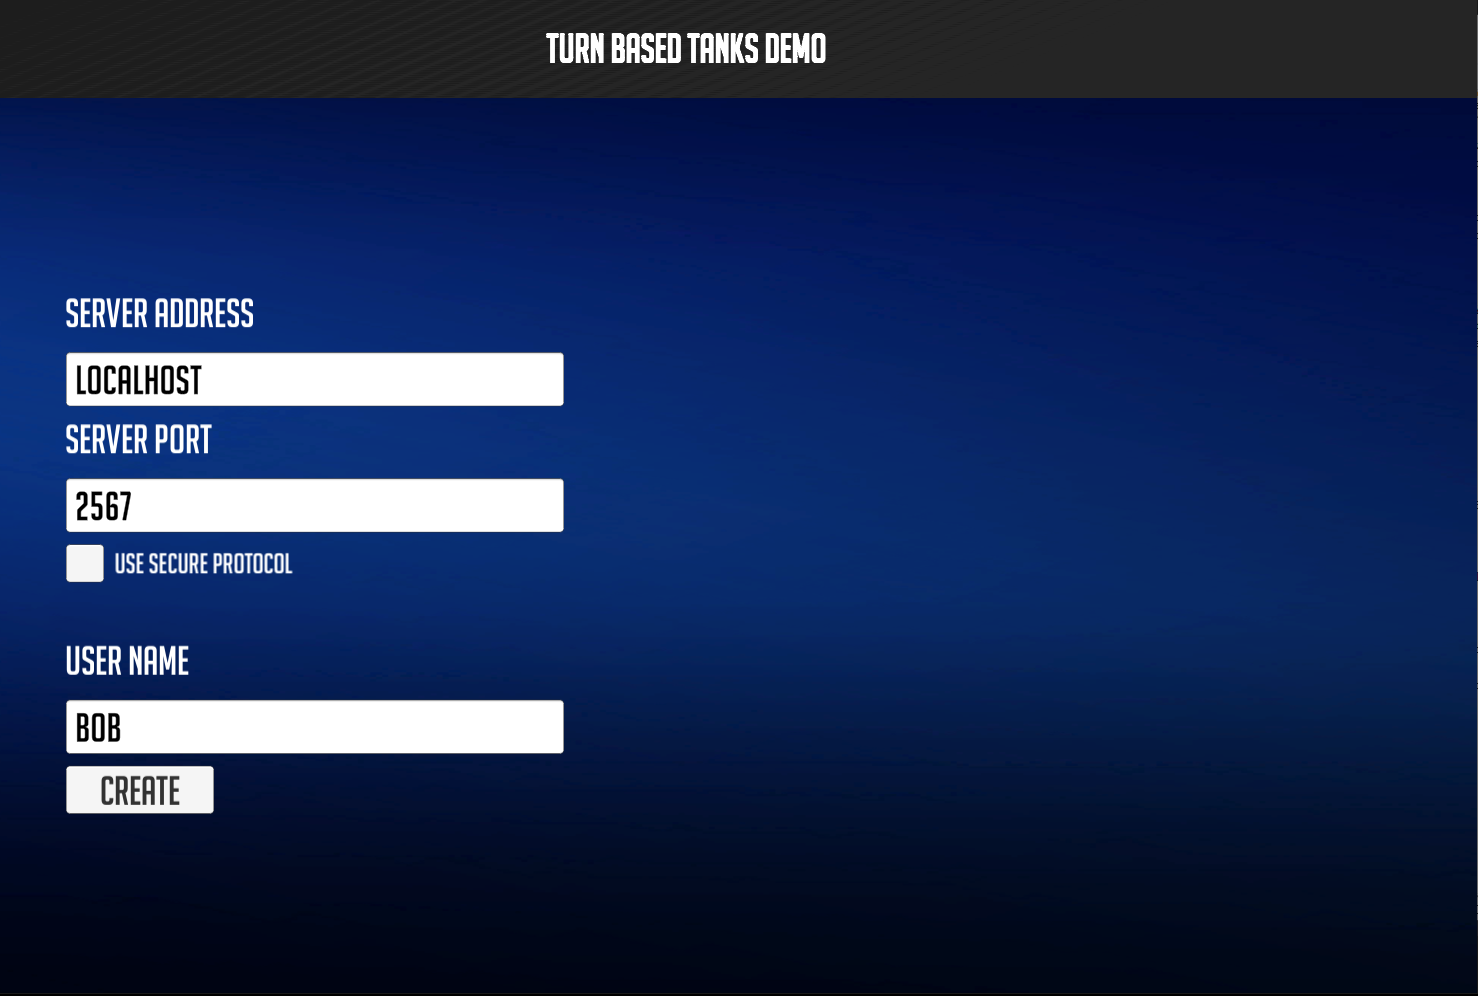 TURN BASED TANKS DEMO
SERVER ADDRESS
LOCALHOST
SERVER PORT
2567
USE SECURE PROTOCOL
USER NAME
BOB
CREATE